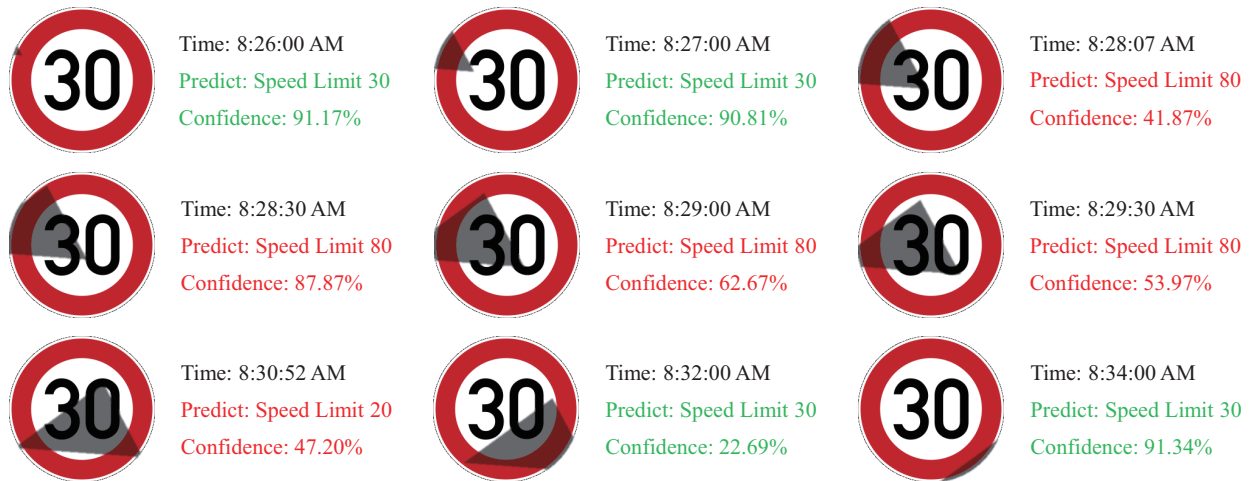 30
Time: 8:26:00 AM
Predict: Speed Limit 30
Confidence: 91.17%
30
Time: 8:27:00 AM
Predict: Speed Limit 30
Confidence: 90.81%
30
Time: 8:28:07 AM
Predict: Speed Limit 80
Confidence: 41.87%
30
Time: 8:28:30 AM
Predict: Speed Limit 80
Confidence: 87.87%
30
Time: 8:29:00 AM
Predict: Speed Limit 80
Confidence: 62.67%
30
Time: 8:29:30 AM
Predict: Speed Limit 80
Confidence: 53.97%
30
Time: 8:30:52 AM
Predict: Speed Limit 20
Confidence: 47.20%
30
Time: 8:32:00 AM
Predict: Speed Limit 30
Confidence: 22.69%
30
Time: 8:34:00 AM
Predict: Speed Limit 30
Confidence: 91.34%